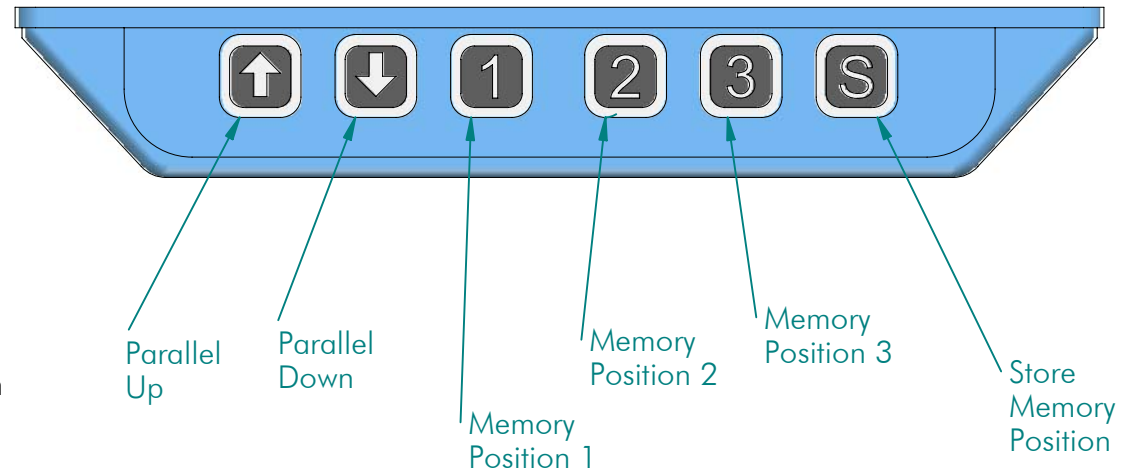 1
2
3
S
Parallel
Up
Parallel
Down
Memory
Position 1
Memory
Position 2
Memory
Position 3
Store
Memory
Position